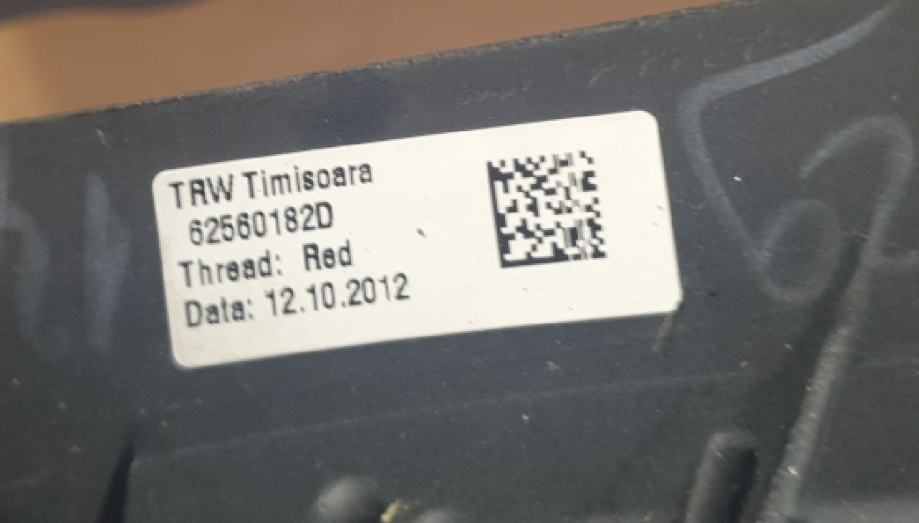 TRW Timisoara
62560182D
Thread: Red
Data: 12.10.2012